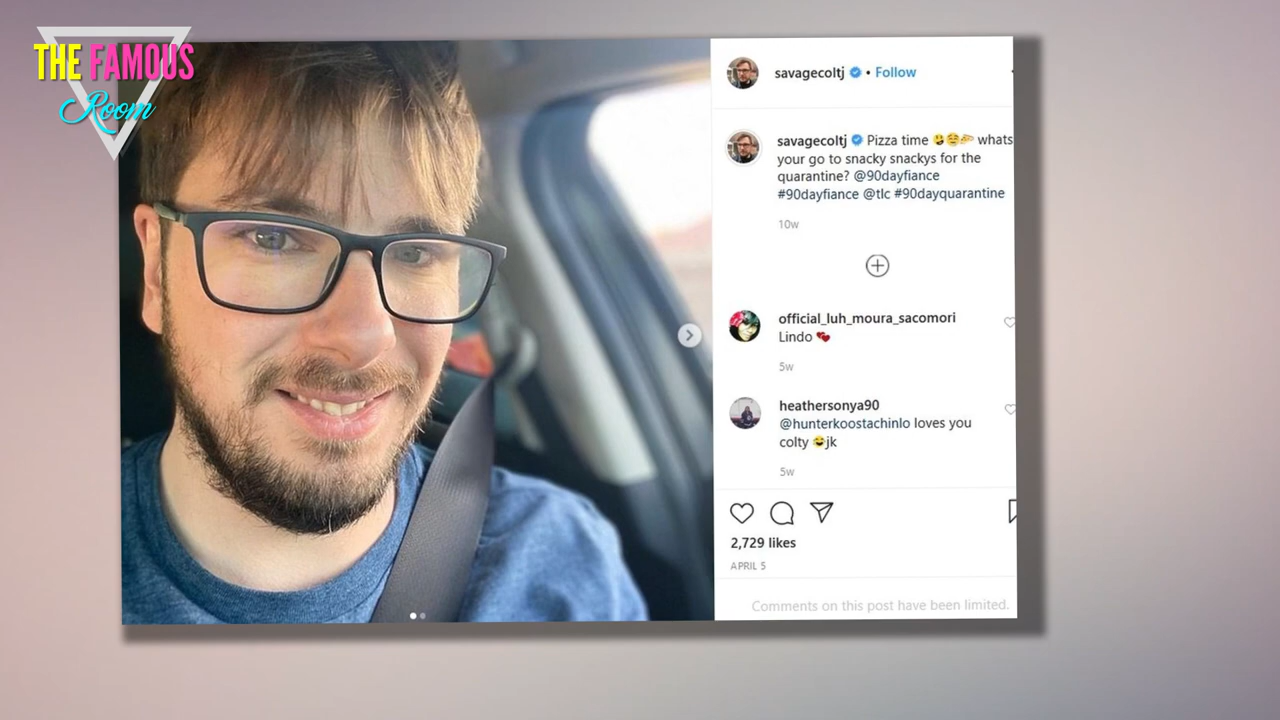 THE FAMOUS
Room
savagecoltj • Follow
savagecoltj Pizza time 🤪🤤🍕 whats
your go to snacky snackys for the
quarantine? @90dayfiance
#90dayfiance @tlc #90dayquarantine
10w
official_luh_moura_sacomori
Lindo 💕
5w
heathersonya90
@hunterkoostachinlo loves you
colty 😂jk
5w
2,729 likes
APRIL 5
Comments on this post have been limited.